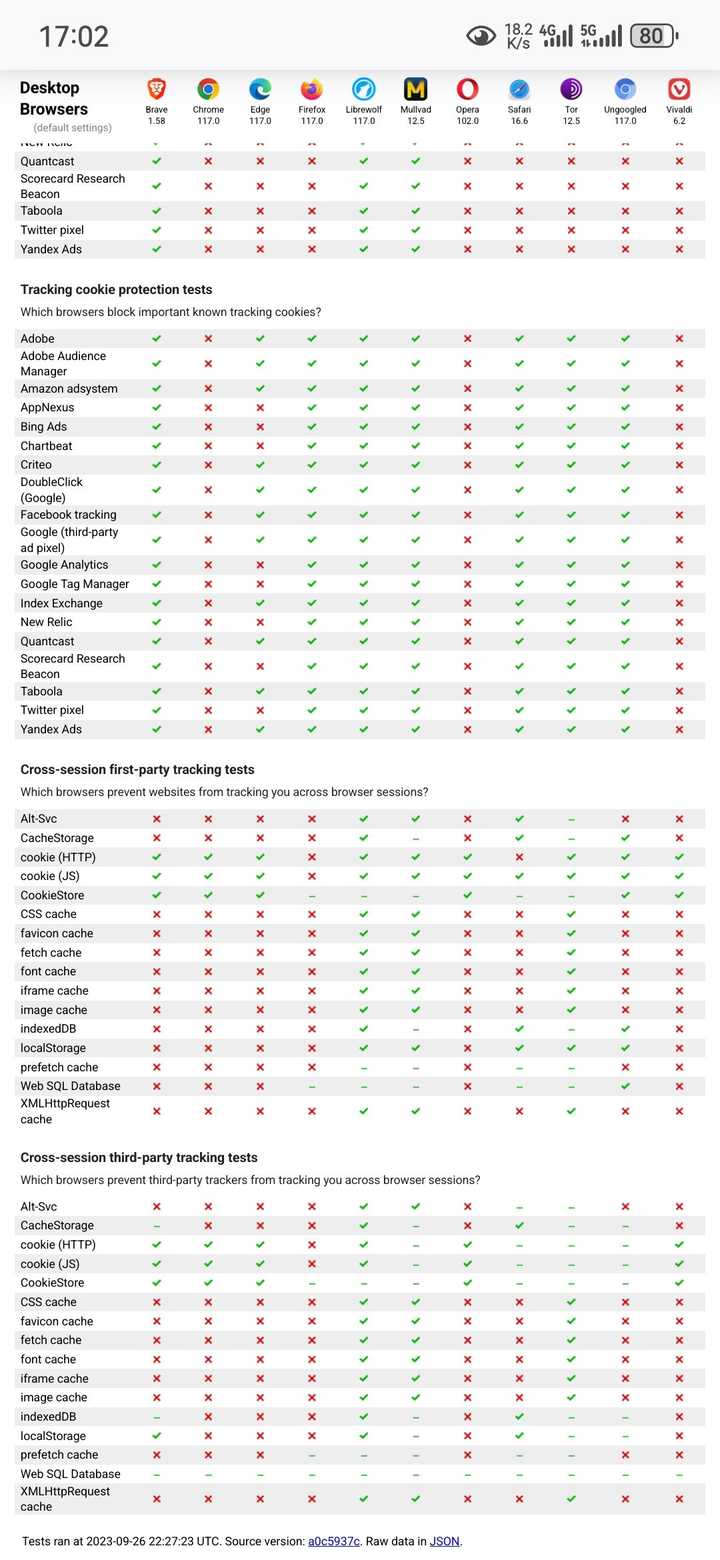 17:02
18.2 K/s 4G 5G 80
Desktop Browsers
(default settings)
Brave 1.58
Chrome 117.0
Edge 117.0
Firefox 117.0
Librewolf 117.0
Mullvad 12.5
Opera 102.0
Safari 16.6
Tor 12.5
Ungoogled 117.0
Vivaldi 6.2
New Relic
Quantcast
Scorecard Research
Beacon
Taboola
Twitter pixel
Yandex Ads
Tracking cookie protection tests
Which browsers block important known tracking cookies?
Adobe
Adobe Audience
Manager
Amazon adsystem
AppNexus
Bing Ads
Chartbeat
Criteo
DoubleClick
(Google)
Facebook tracking
Google (third-party
ad pixel)
Google Analytics
Google Tag Manager
Index Exchange
New Relic
Quantcast
Scorecard Research
Beacon
Taboola
Twitter pixel
Yandex Ads
Cross-session first-party tracking tests
Which browsers prevent websites from tracking you across browser sessions?
Alt-Svc
CacheStorage
cookie (HTTP)
cookie (JS)
CookieStore
CSS cache
favicon cache
fetch cache
font cache
iframe cache
image cache
indexedDB
localStorage
prefetch cache
Web SQL Database
XMLHttpRequest
cache
Cross-session third-party tracking tests
Which browsers prevent third-party trackers from tracking you across browser sessions?
Alt-Svc
CacheStorage
cookie (HTTP)
cookie (JS)
CookieStore
CSS cache
favicon cache
fetch cache
font cache
iframe cache
image cache
indexedDB
localStorage
prefetch cache
Web SQL Database
XMLHttpRequest
cache
Tests ran at 2023-09-26 22:27:23 UTC. Source version: a0c5937c. Raw data in JSON.